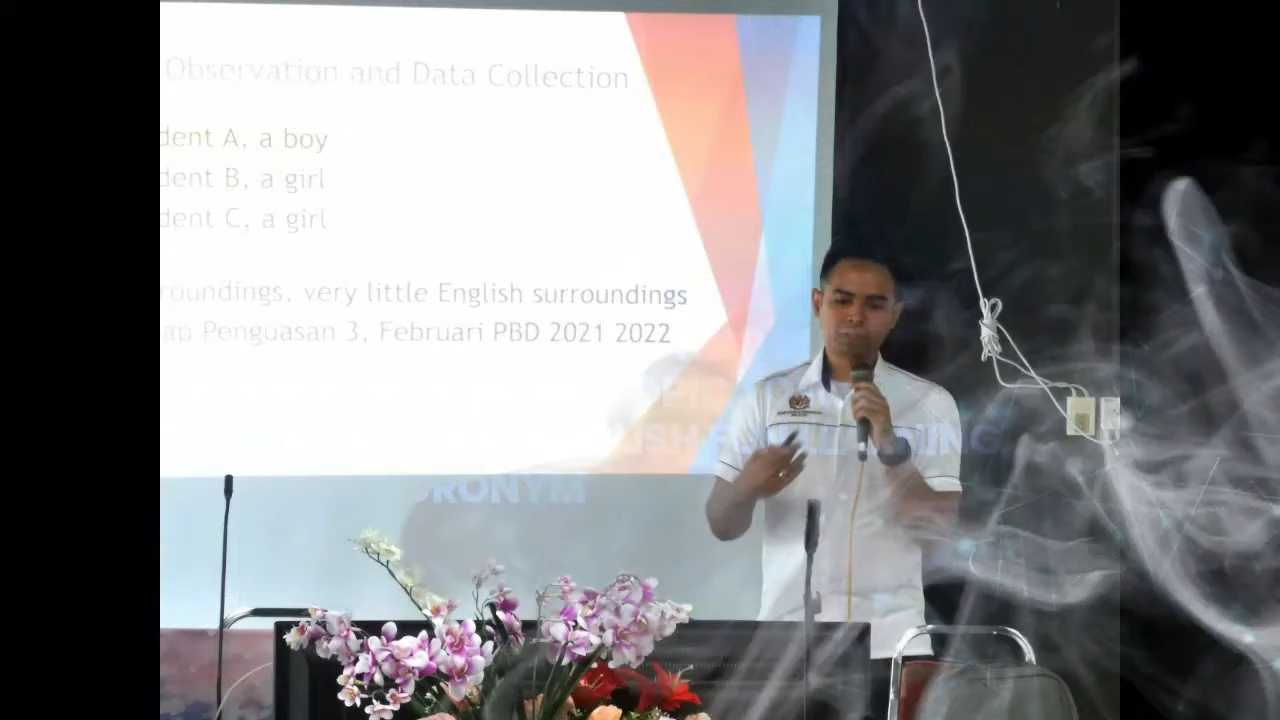 Observation and Data Collection
dent A, a boy
dent B, a girl
dent C, a girl
roundings, very little English surroundings
ap Penguasan 3, Februari PBD 2021 2022